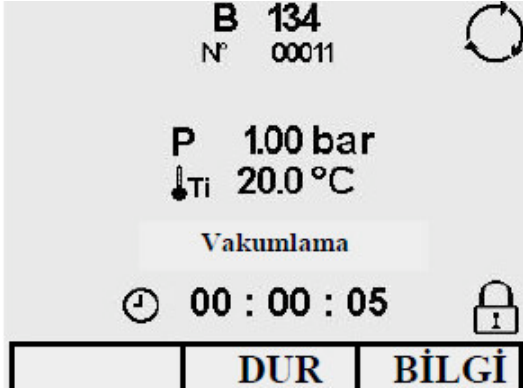 B 134
N° 00011
P 1.00 bar
Ti 20.0 °C
Vakumlama
00 : 00 : 05
DUR BİLGİ